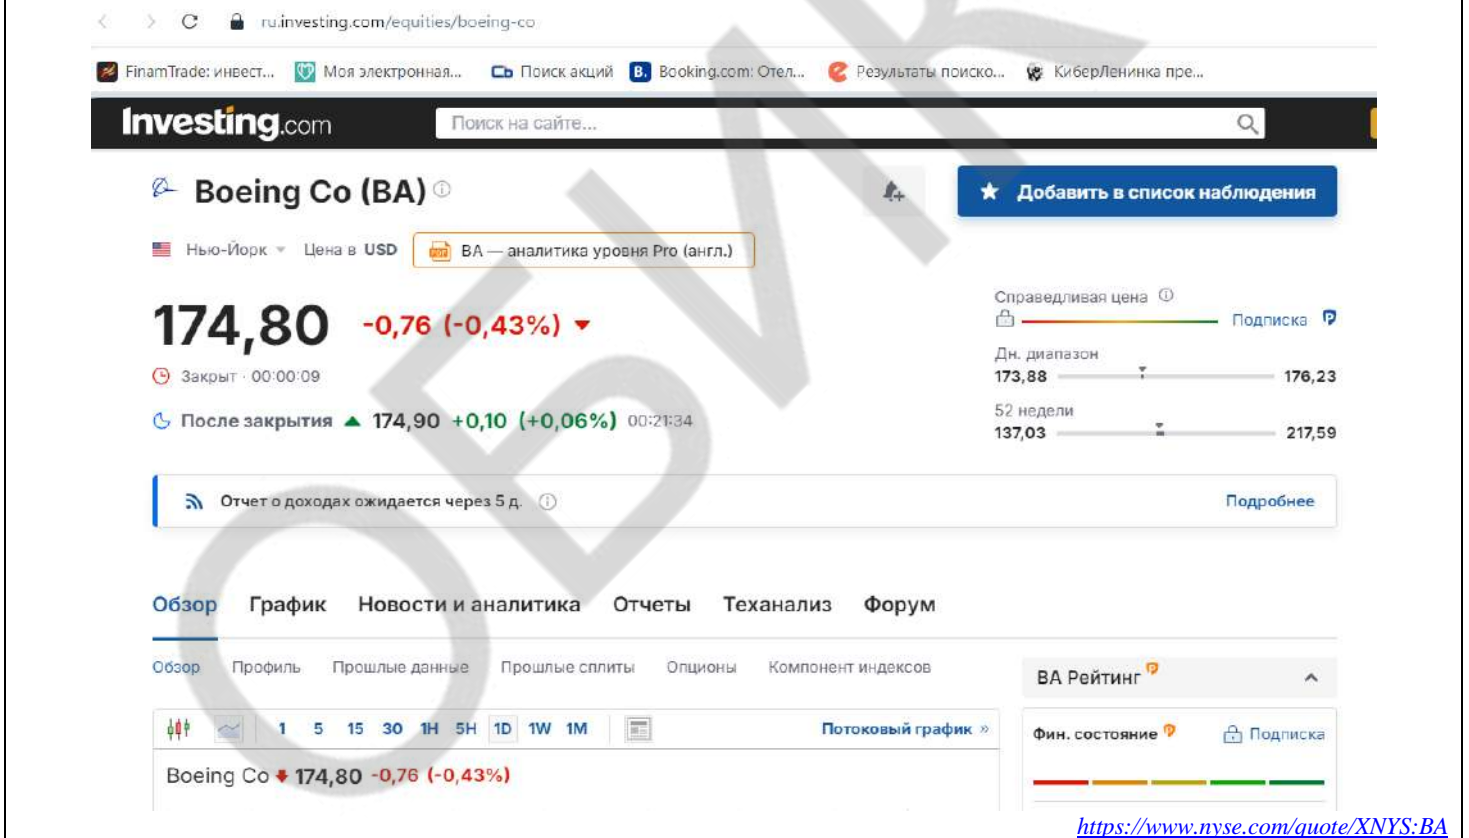 ru.investing.com/equities/boeing-co
FinamTrade: инвест... Моя электронная... Cb Поиск акций B. Booking.com: Отел... Результаты поиско... КиберЛенинка пре...
Investing.com Поиск на сайте...
Boeing Co (BA) Добавить в список наблюдения
Нью-Йорк Цена в USD BA — аналитика уровня Pro (англ.)
174,80 -0,76 (-0,43%)
Справедливая цена
Подписка
Закрыт · 00:00:09
Дн. диапазон
173,88 176,23
После закрытия 174,90 +0,10 (+0,06%) 00:21:34
52 недели
137,03 217,59
Отчет о доходах ожидается через 5 д. Подробнее
Обзор График Новости и аналитика Отчеты Теханализ Форум
Обзор Профиль Прошлые данные Прошлые сплиты Опционы Компонент индексов
BA Рейтинг
1 5 15 30 1H 5H 1D 1W 1M Потоковый график »
Фин. состояние Подписка
Boeing Co 174,80 -0,76 (-0,43%)
https://www.nyse.com/quote/XNYS:BA
ОБИК